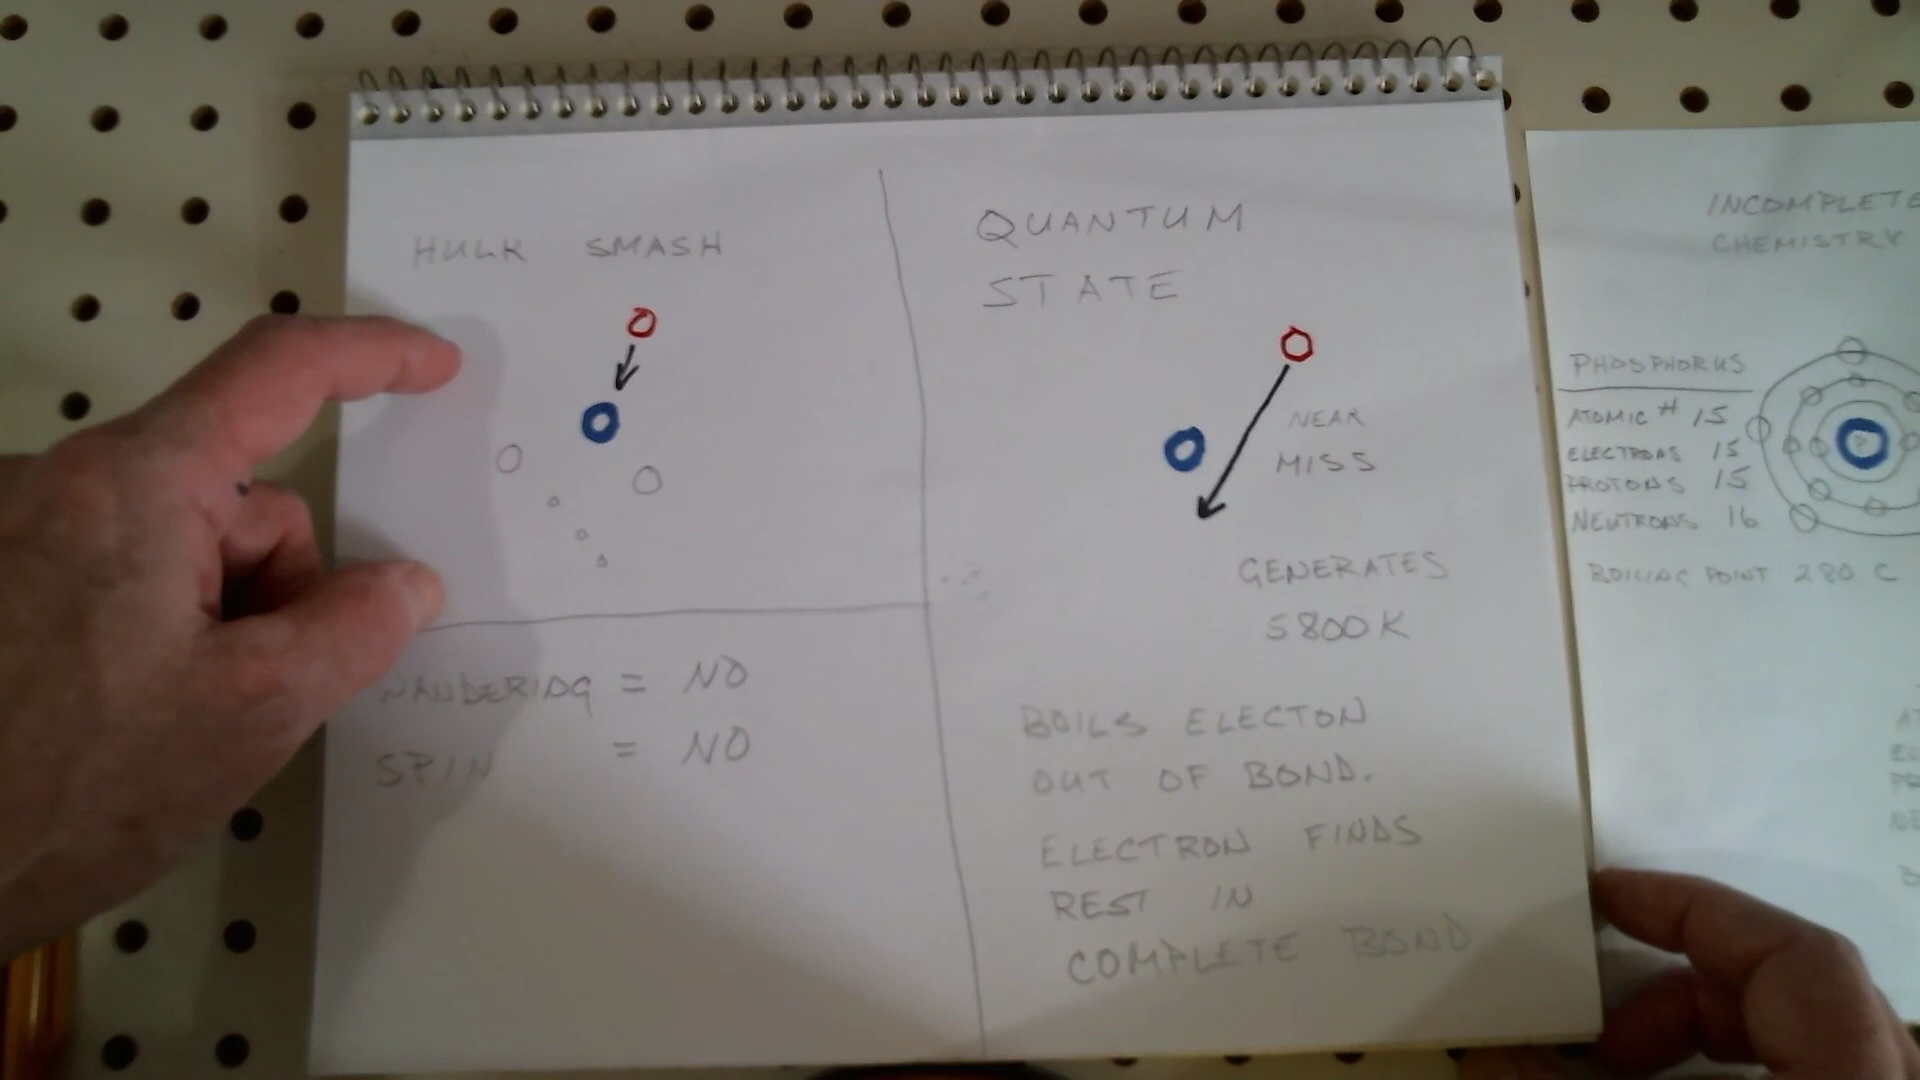 HULK SMASH
WANDERING = NO
SPIN = NO
QUANTUM
STATE
NEAR
MISS
GENERATES
5800K
BOILS ELECTON
OUT OF BOND.
ELECTRON FINDS
REST IN
COMPLETE BOND
INCOMPLETE
CHEMISTRY
PHOSPHORUS
ATOMIC # 15
ELECTRONS 15
PROTONS 15
NEUTRONS 16
BOILING POINT 280 C